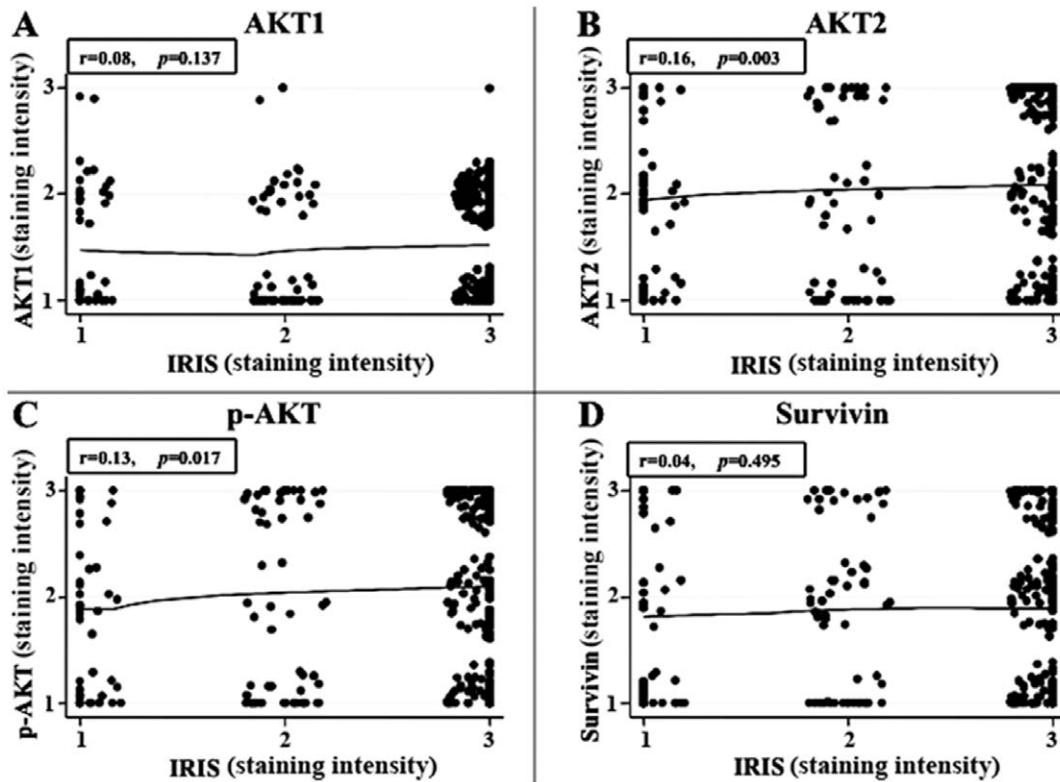 A AKT1
r=0.08, p=0.137
AKT1 (staining intensity)
3
2
1
1 2 3
IRIS (staining intensity)
B AKT2
r=0.16, p=0.003
AKT2 (staining intensity)
3
2
1
1 2 3
IRIS (staining intensity)
C p-AKT
r=0.13, p=0.017
p-AKT (staining intensity)
3
2
1
1 2 3
IRIS (staining intensity)
D Survivin
r=0.04, p=0.495
Survivin (staining intensity)
3
2
1
1 2 3
IRIS (staining intensity)